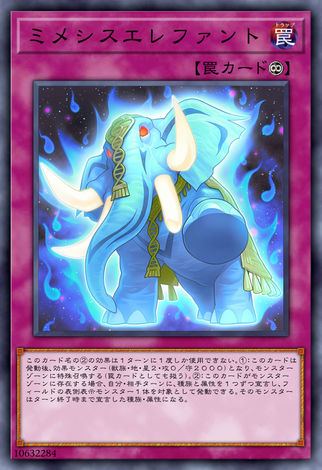 ミメシスエレファント
トラップ
罠
【罠カード】
このカード名の②の効果は1ターンに1度しか使用できない。①:このカードは
発動後、効果モンスター(獣族・地・星2・攻0/守2000)となり、モンスター
ゾーンに特殊召喚する(罠カードとしても扱う)。②:このカードがモンスター
ゾーンに存在する場合、自分・相手ターンに、種族と属性を1つずつ宣言し、フ
ィールドの表側表示モンスター1体を対象として発動できる。そのモンスター
はターン終了時まで宣言した種族・属性になる。
10632284